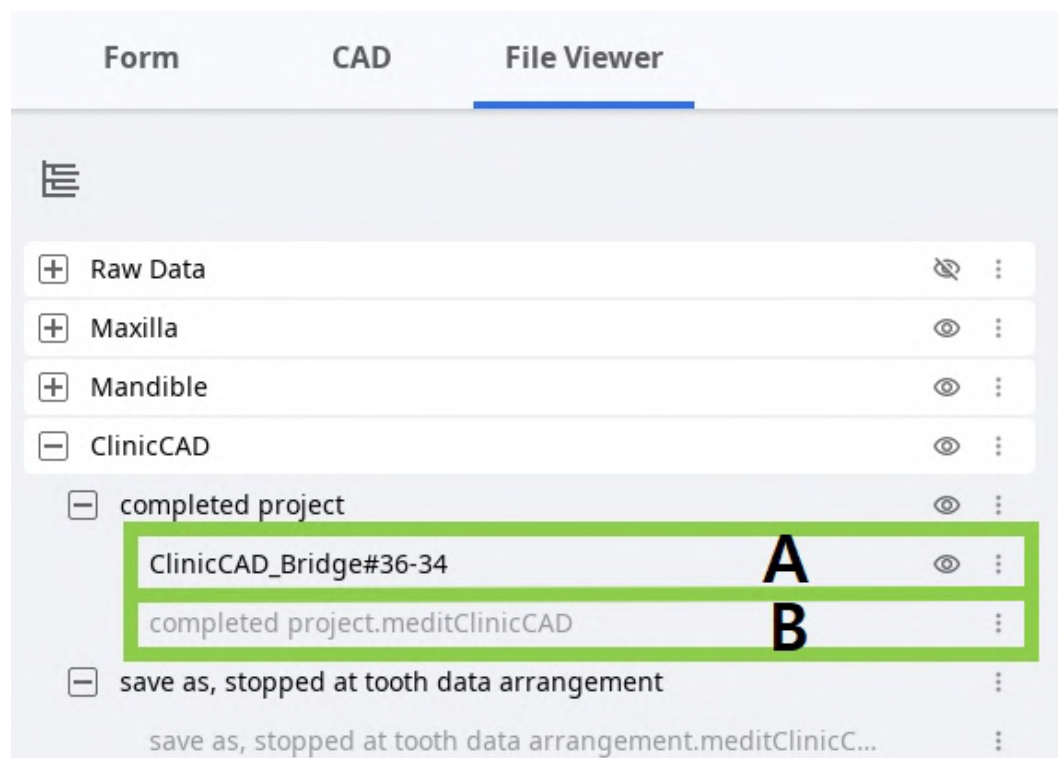 Form CAD File Viewer
Raw Data
Maxilla
Mandible
ClinicCAD
completed project
ClinicCAD_Bridge#36-34 A
completed project.meditClinicCAD B
save as, stopped at tooth data arrangement
save as, stopped at tooth data arrangement.meditClinicC...